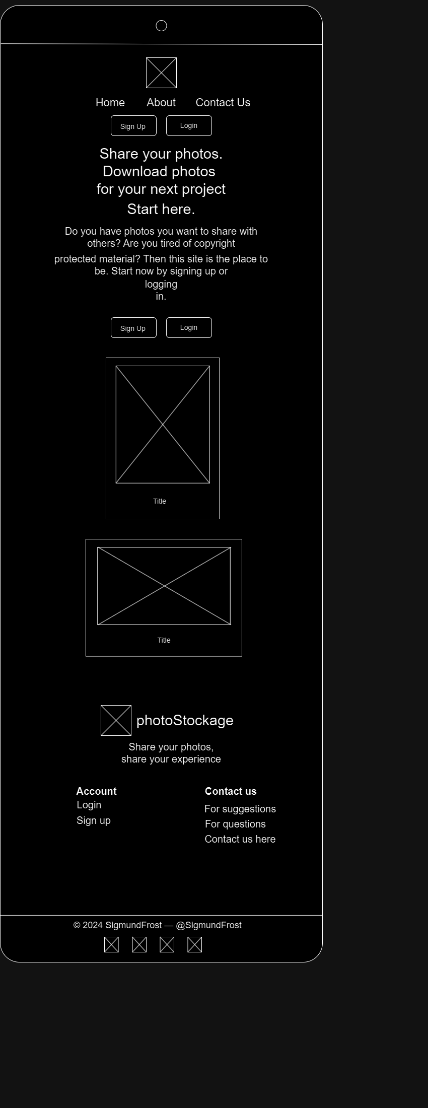 Home About Contact Us
Sign Up Login
Share your photos.
Download photos
for your next project
Start here.
Do you have photos you want to share with
others? Are you tired of copyright
protected material? Then this site is the place to
be. Start now by signing up or
logging
in.
Sign Up Login
Title
Title
photoStockage
Share your photos,
share your experience
Account
Login
Sign up
Contact us
For suggestions
For questions
Contact us here
© 2024 SigmundFrost — @SigmundFrost